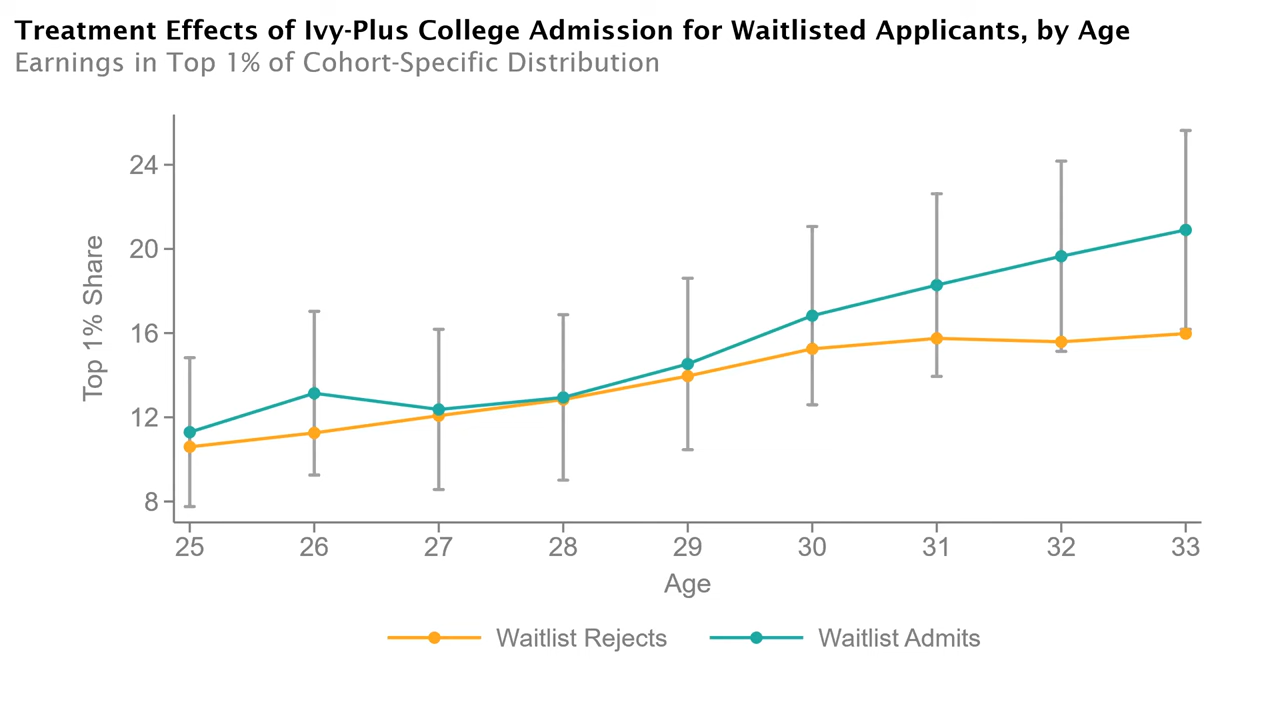 Treatment Effects of Ivy-Plus College Admission for Waitlisted Applicants, by Age
Earnings in Top 1% of Cohort-Specific Distribution
24
20
16
12
8
Top 1% Share
25 26 27 28 29 30 31 32 33
Age
Waitlist Rejects Waitlist Admits